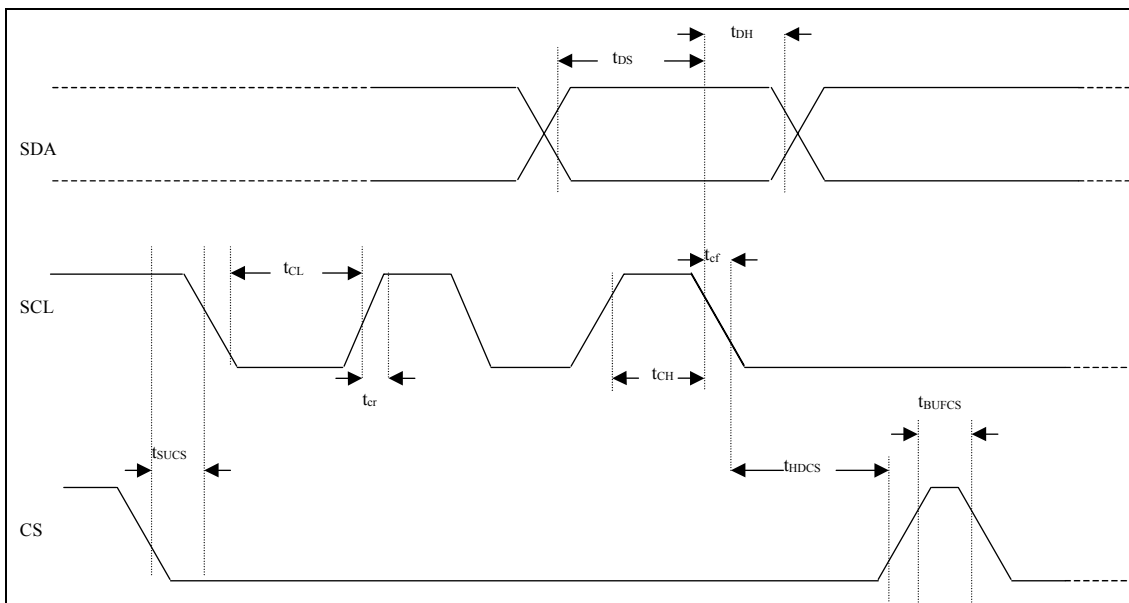 tDH
tDS
SDA
tcf
tCL
SCL
tCH
tcr
tBUFCS
tSUCS
tHDCS
CS